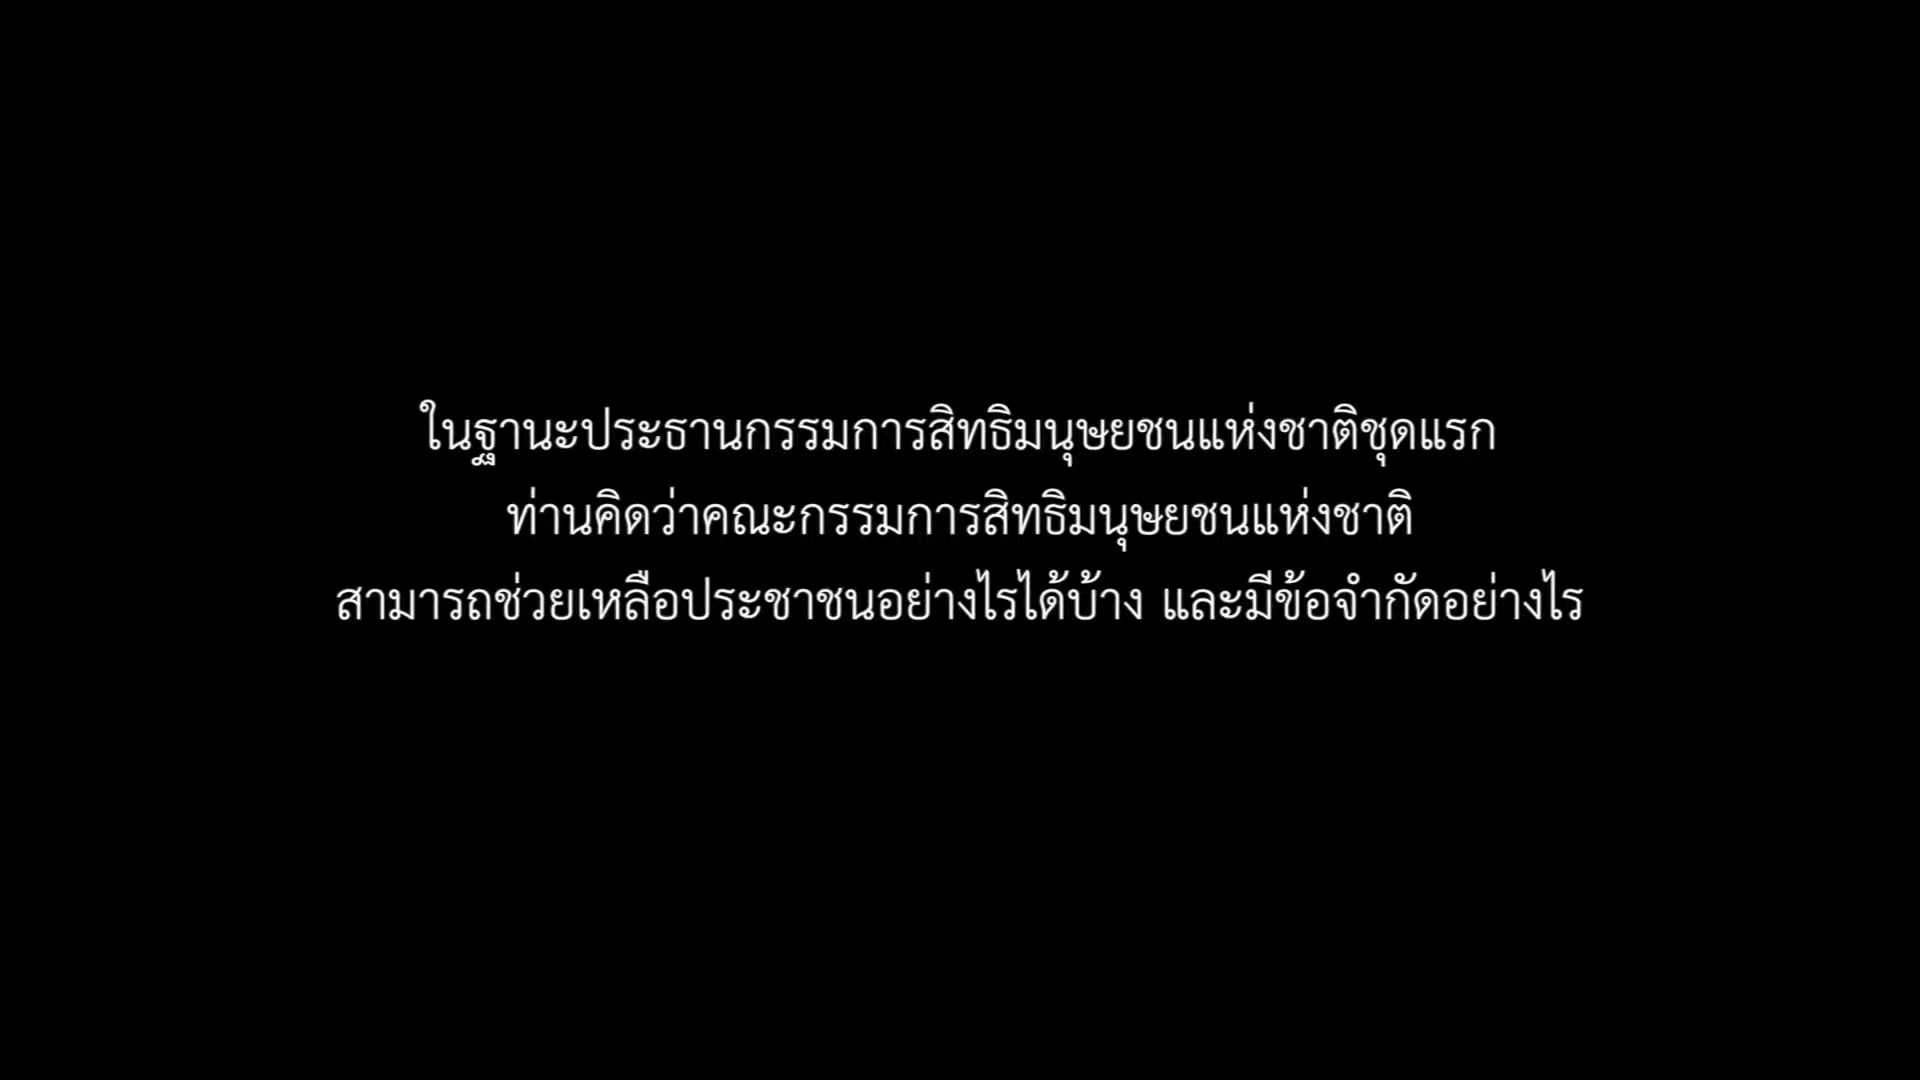 ในฐานะประธานกรรมการสิทธิมนุษยชนแห่งชาติชุดแรก
ท่านคิดว่าคณะกรรมการสิทธิมนุษยชนแห่งชาติ
สามารถช่วยเหลือประชาชนอย่างไรได้บ้าง และมีข้อจำกัดอย่างไร